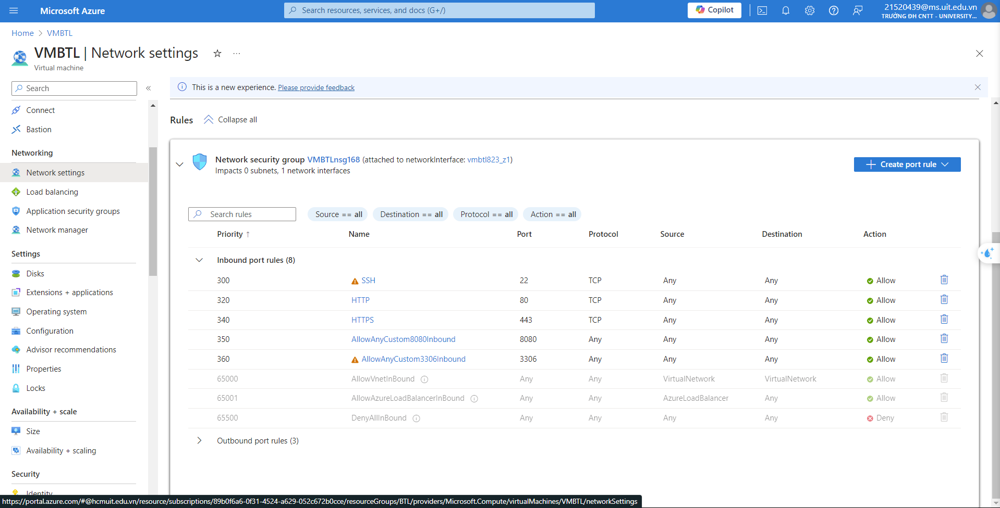 Microsoft Azure
Search resources, services, and docs (G+/)
Copilot
21520439@ms.uit.edu.vn
TRƯỜNG ĐH CNTT - UNIVERSITY...
Home > VMBTL
VMBTL | Network settings
Virtual machine
Search
Connect
Bastion
Networking
Network settings
Load balancing
Application security groups
Network manager
Settings
Disks
Extensions + applications
Operating system
Configuration
Advisor recommendations
Properties
Locks
Availability + scale
Size
Availability + scaling
Security
Identity
This is a new experience. Please provide feedback
Rules Collapse all
Network security group VMBTLnsg168 (attached to networkInterface: vmbtl823_z1)
Impacts 0 subnets, 1 network interfaces
Create port rule
Search rules Source == all Destination == all Protocol == all Action == all
Priority ↑ Name Port Protocol Source Destination Action
Inbound port rules (8)
300 SSH 22 TCP Any Any Allow
320 HTTP 80 TCP Any Any Allow
340 HTTPS 443 TCP Any Any Allow
350 AllowAnyCustom8080Inbound 8080 Any Any Any Allow
360 AllowAnyCustom3306Inbound 3306 Any Any Any Allow
65000 AllowVnetInBound Any Any VirtualNetwork VirtualNetwork Allow
65001 AllowAzureLoadBalancerInBound Any Any AzureLoadBalancer Any Allow
65500 DenyAllInBound Any Any Any Any Deny
Outbound port rules (3)
https://portal.azure.com/#@hcmuit.edu.vn/resource/subscriptions/89b0f6a6-0f31-4524-a629-052c672b0cce/resourceGroups/BTL/providers/Microsoft.Compute/virtualMachines/VMBTL/networkSettings